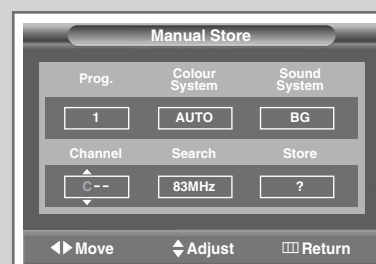 Manual Store
Prog. Colour System Sound System
1 AUTO BG
Channel Search Store
C-- 83MHz ?
Move Adjust Return